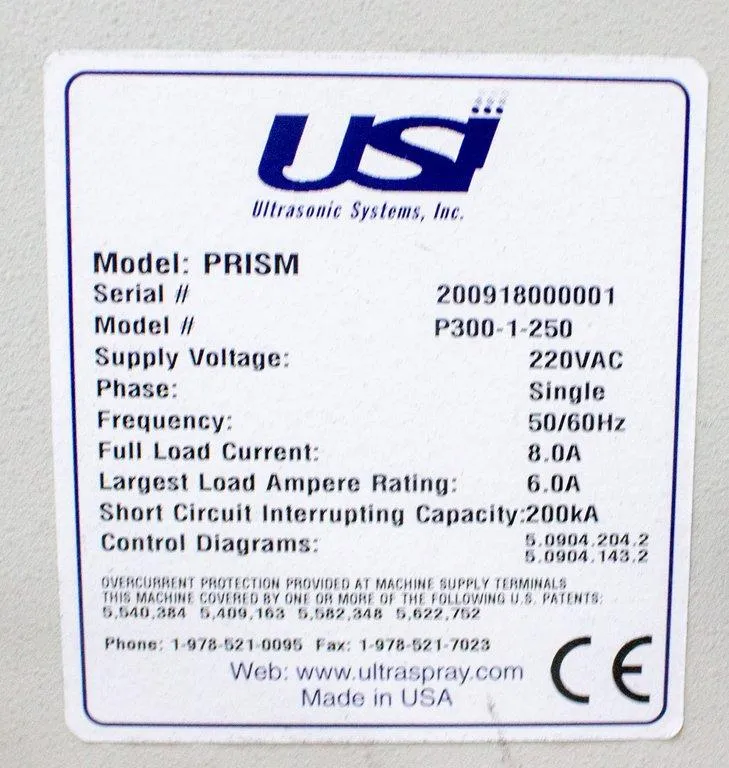 USI
Ultrasonic Systems, Inc.
Model: PRISM
Serial # 200918000001
Model # P300-1-250
Supply Voltage: 220VAC
Phase: Single
Frequency: 50/60Hz
Full Load Current: 8.0A
Largest Load Ampere Rating: 6.0A
Short Circuit Interrupting Capacity:200kA
Control Diagrams: 5.0904.204.2
5.0904.143.2
OVERCURRENT PROTECTION PROVIDED AT MACHINE SUPPLY TERMINALS
THIS MACHINE COVERED BY ONE OR MORE OF THE FOLLOWING U.S. PATENTS:
5,540,384 5,409,163 5,582,348 5,622,752
Phone: 1-978-521-0095 Fax: 1-978-521-7023
Web: www.ultraspray.com
Made in USA
CE